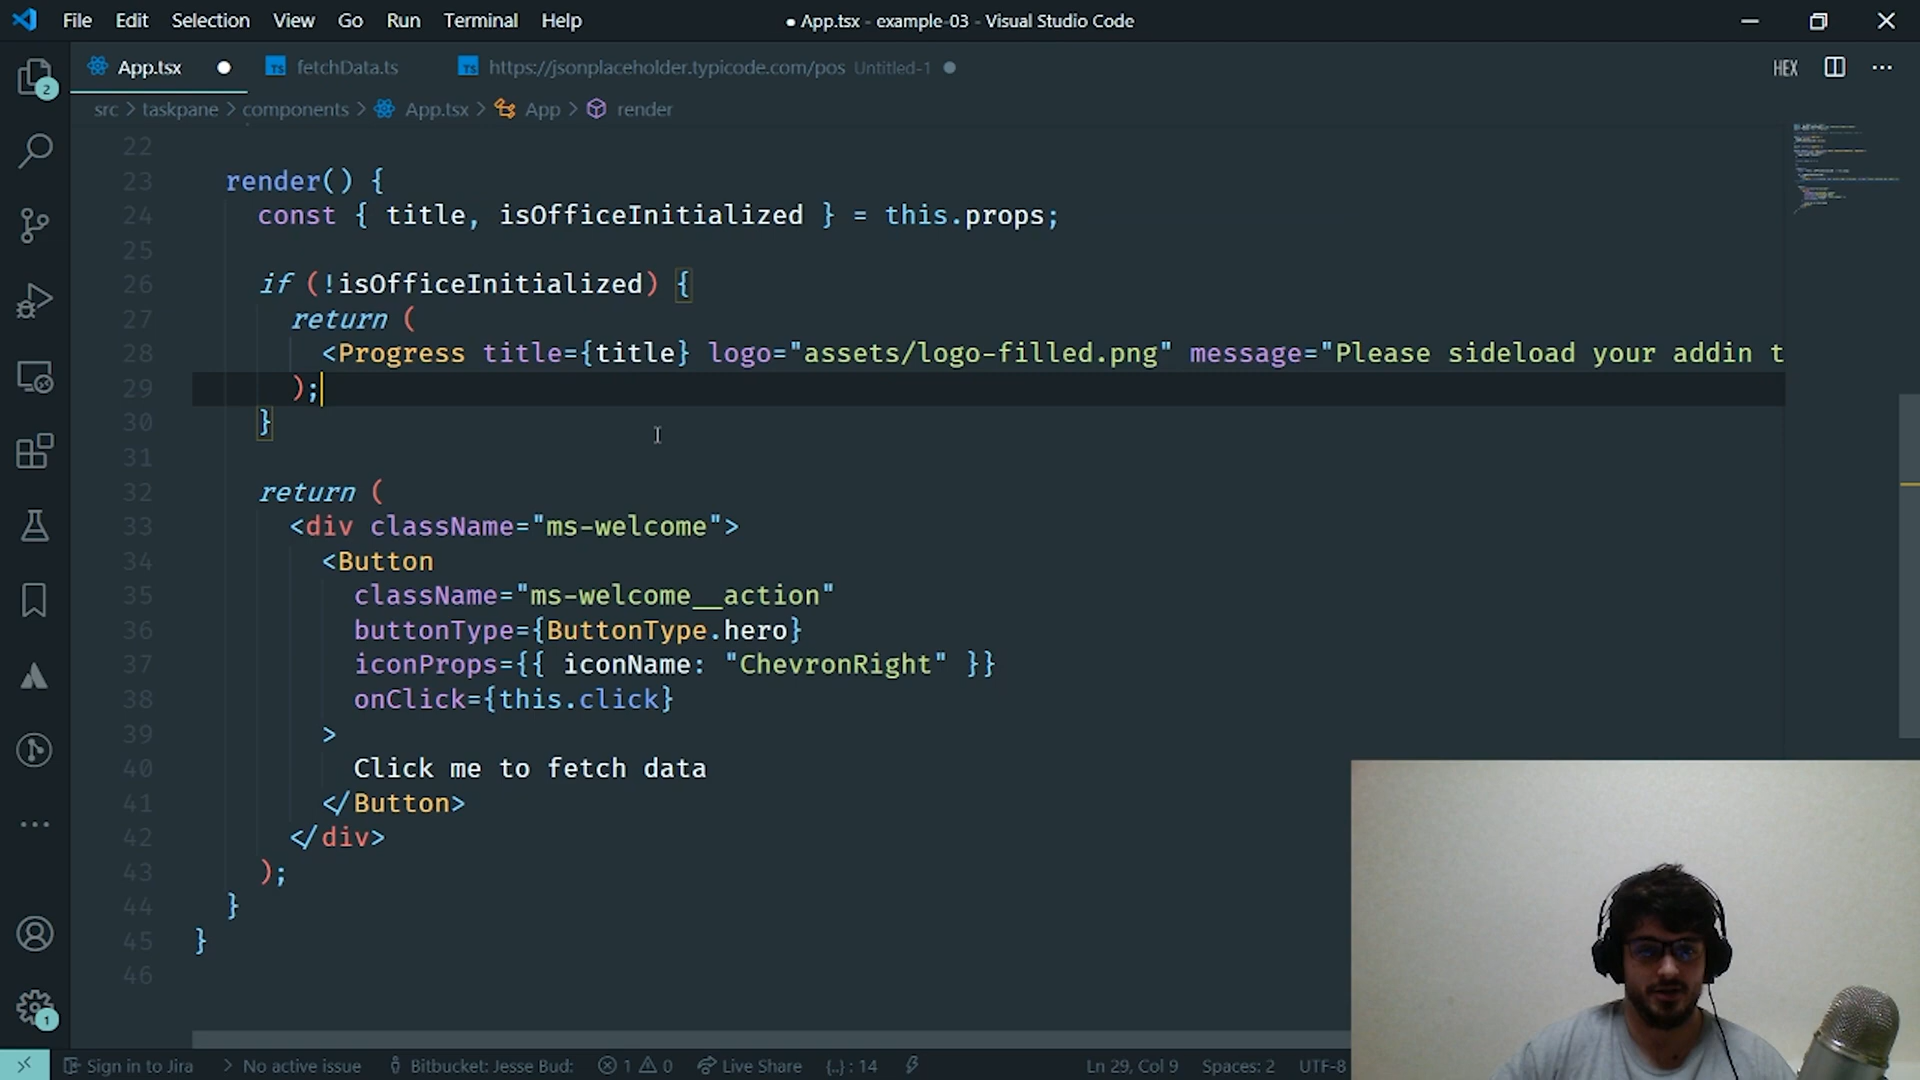 File Edit Selection View Go Run Terminal Help ● App.tsx - example-03 - Visual Studio Code
App.tsx TS fetchData.ts TS https://jsonplaceholder.typicode.com/pos Untitled-1 HEX
2
src > taskpane > components > App.tsx > App > render
22
23 render() {
24 const { title, isOfficeInitialized } = this.props;
25
26 if (!isOfficeInitialized) {
27 return (
28 <Progress title={title} logo="assets/logo-filled.png" message="Please sideload your addin t
29 );
30 }
31
32 return (
33 <div className="ms-welcome">
34 <Button
35 className="ms-welcome__action"
36 buttonType={ButtonType.hero}
37 iconProps={{ iconName: "ChevronRight" }}
38 onClick={this.click}
39 >
40 Click me to fetch data
41 </Button>
42 </div>
43 );
44 }
45 }
46
1
Sign in to Jira > No active issue Bitbucket: Jesse Bud: 1 0 Live Share {..} : 14 Ln 29, Col 9 Spaces: 2 UTF-8